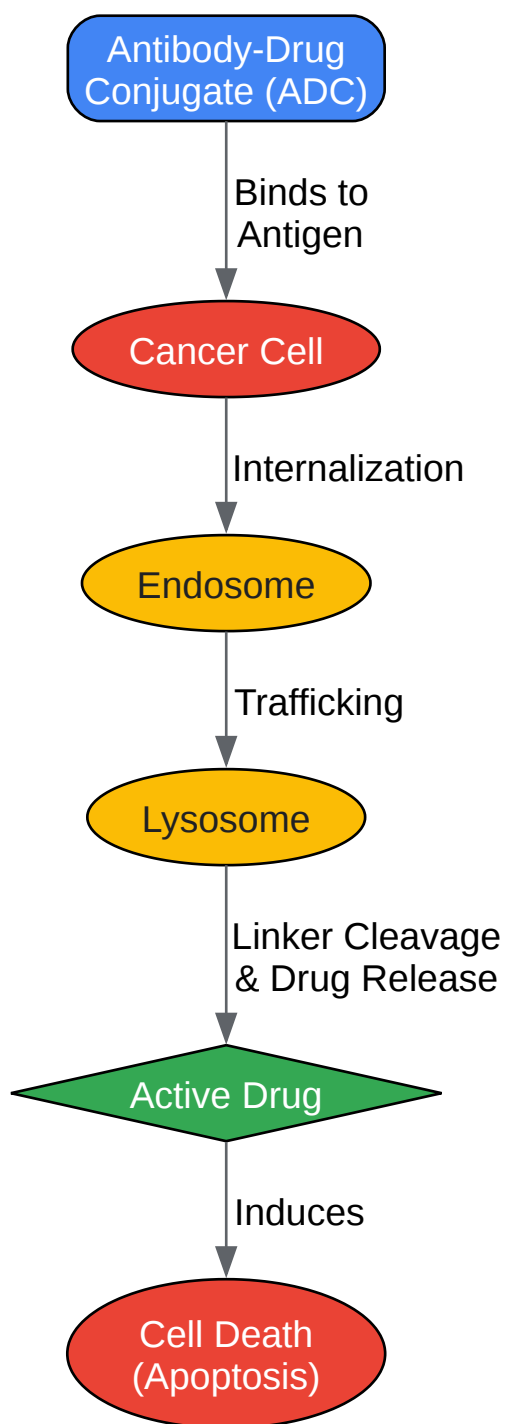 Antibody-Drug
Conjugate (ADC)
Binds to
Antigen
Cancer Cell
Internalization
Endosome
Trafficking
Lysosome
Linker Cleavage
& Drug Release
Active Drug
Induces
Cell Death
(Apoptosis)